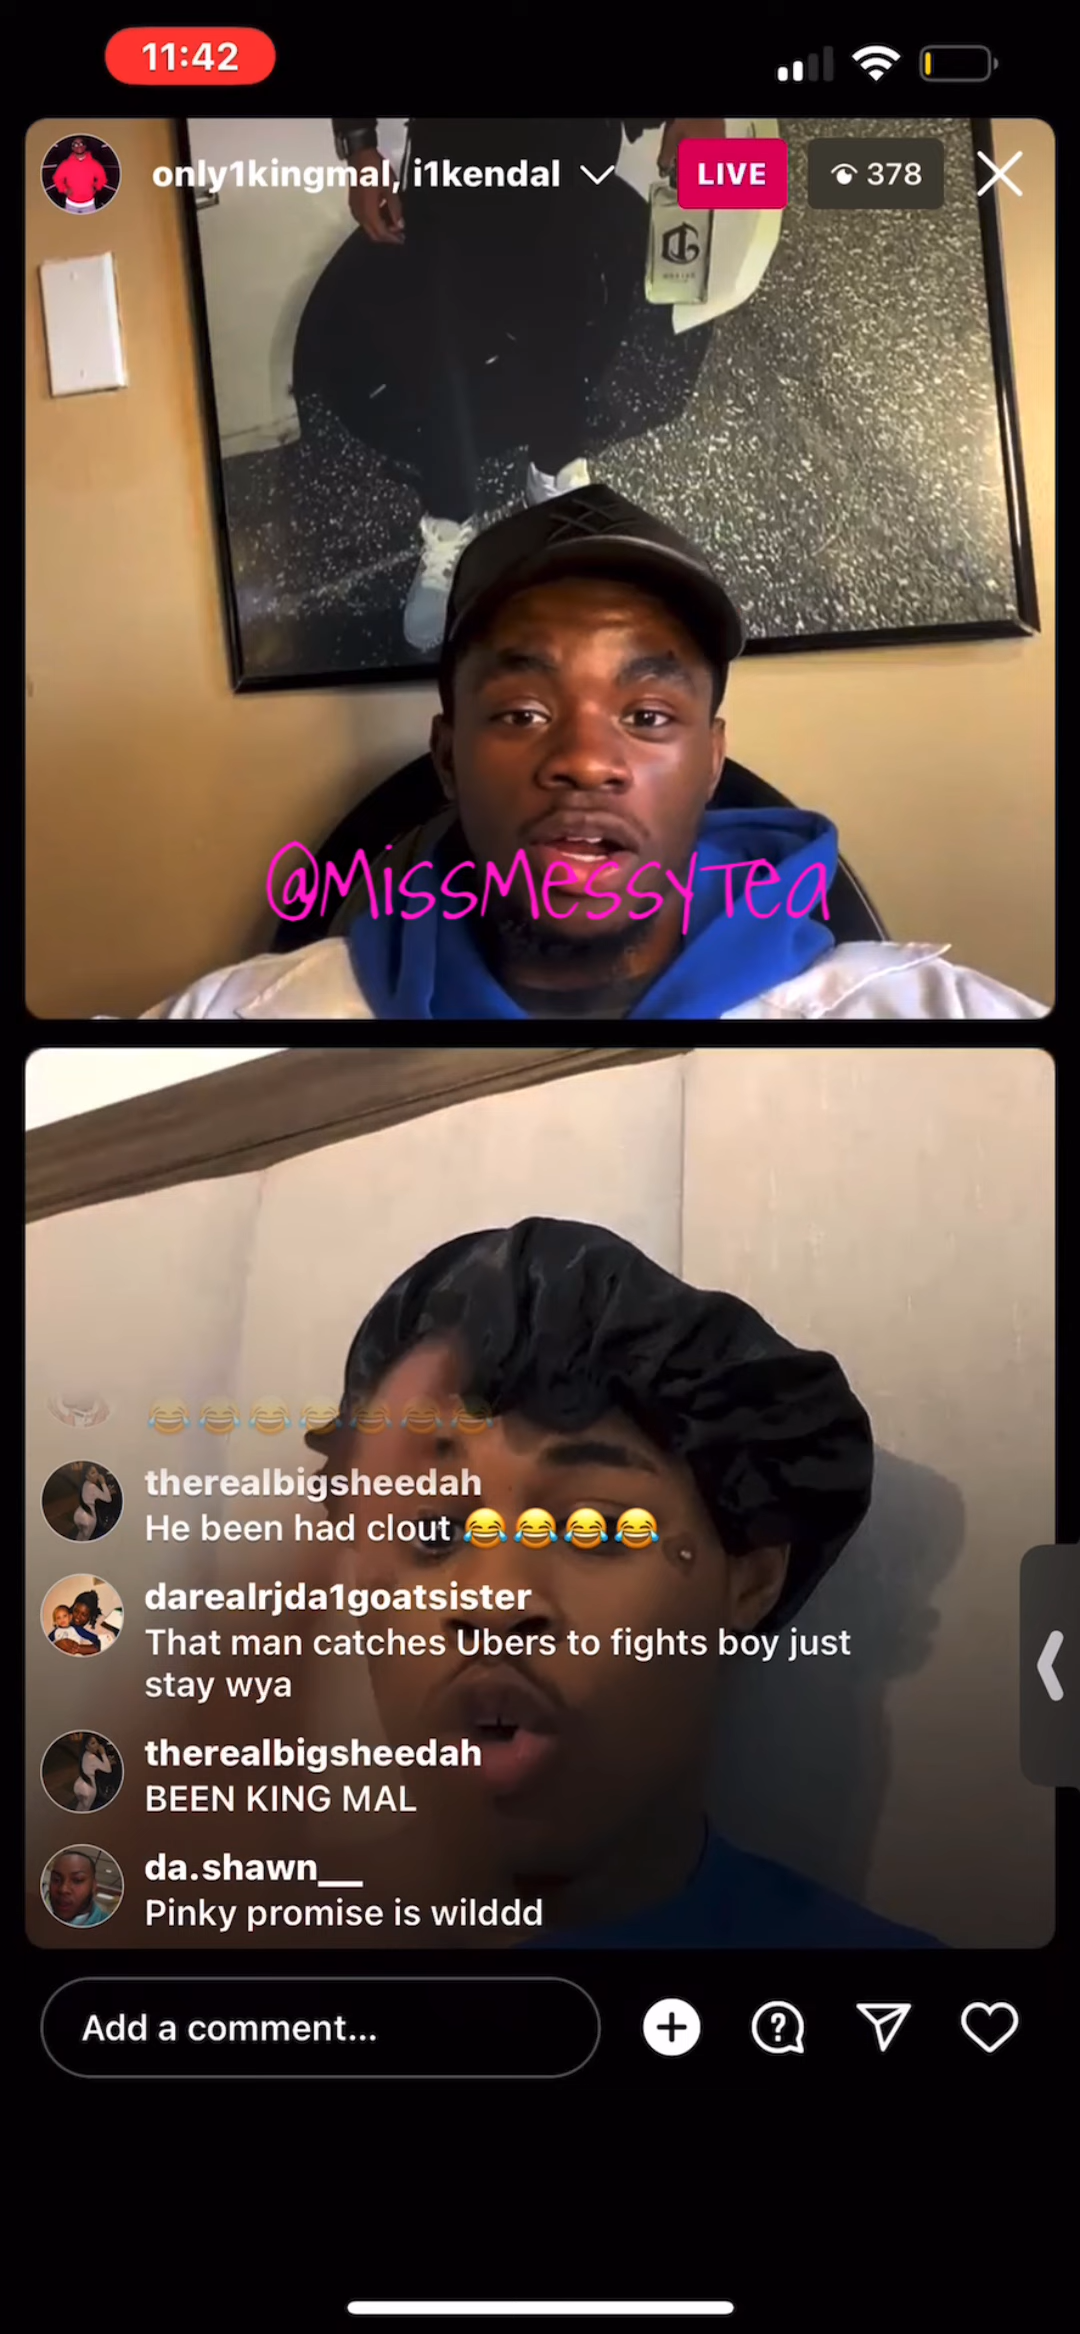 11:42
only1kingmal, i1kendal
LIVE
378
@MissMessyTea
😂😂😂😂😂😂😂
therealbigsheedah
He been had clout 😂😂😂😂
darealrjda1goatsister
That man catches Ubers to fights boy just
stay wya
therealbigsheedah
BEEN KING MAL
da.shawn__
Pinky promise is wilddd
Add a comment...